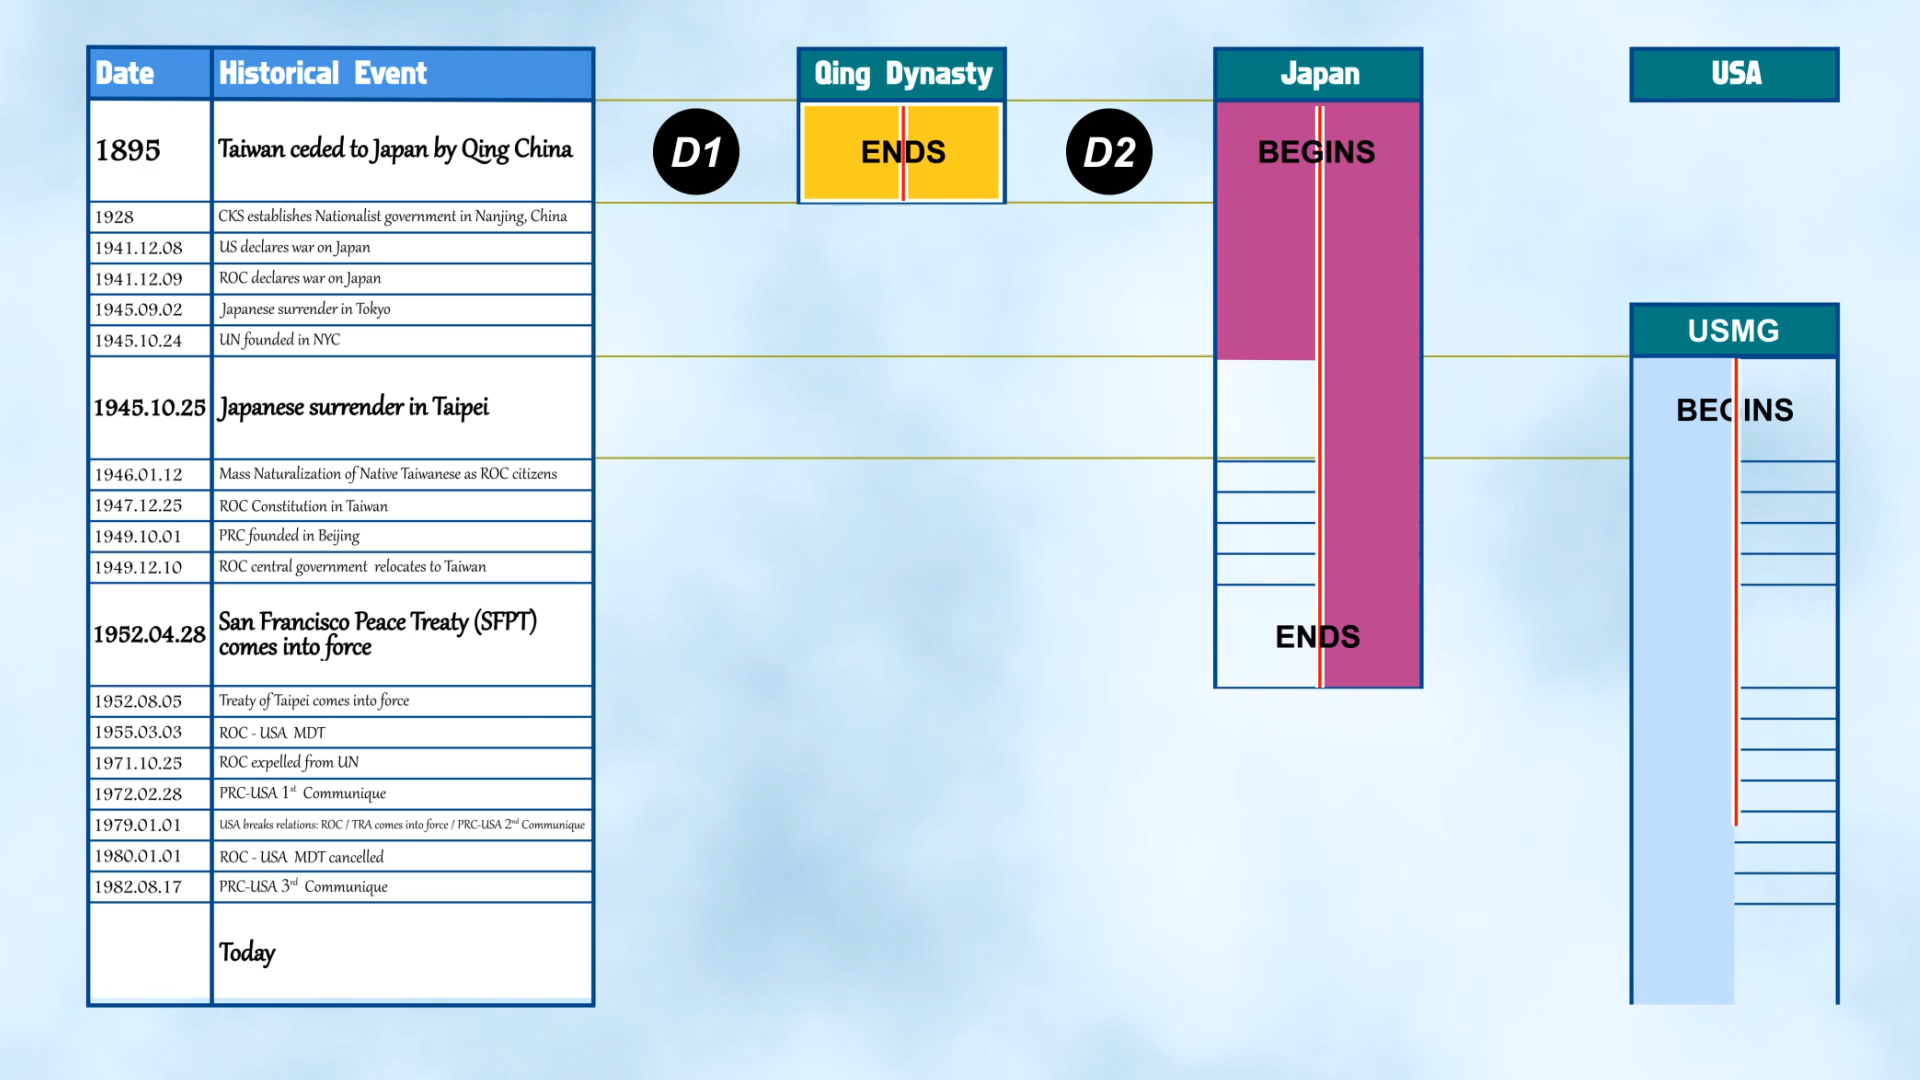 Date Historical Event Qing Dynasty Japan USA
1895 Taiwan ceded to Japan by Qing China D1 ENDS D2 BEGINS
1928 CKS establishes Nationalist government in Nanjing, China
1941.12.08 US declares war on Japan
1941.12.09 ROC declares war on Japan
1945.09.02 Japanese surrender in Tokyo
1945.10.24 UN founded in NYC USMG
1945.10.25 Japanese surrender in Taipei BEGINS
1946.01.12 Mass Naturalization of Native Taiwanese as ROC citizens
1947.12.25 ROC Constitution in Taiwan
1949.10.01 PRC founded in Beijing
1949.12.10 ROC central government relocates to Taiwan
1952.04.28 San Francisco Peace Treaty (SFPT)
comes into force ENDS
1952.08.05 Treaty of Taipei comes into force
1955.03.03 ROC - USA MDT
1971.10.25 ROC expelled from UN
1972.02.28 PRC-USA 1st Communique
1979.01.01 USA breaks relations: ROC / TRA comes into force / PRC-USA 2nd Communique
1980.01.01 ROC - USA MDT cancelled
1982.08.17 PRC-USA 3rd Communique
Today